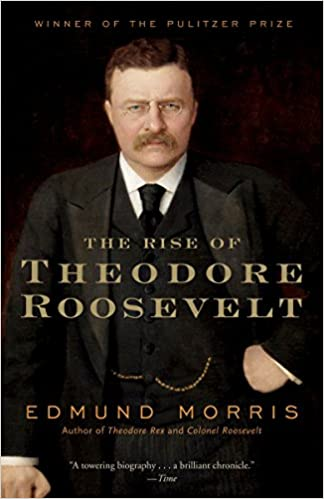 WINNER OF THE PULITZER PRIZE
THE RISE OF
THEODORE
ROOSEVELT
EDMUND MORRIS
Author of Theodore Rex and Colonel Roosevelt
"A towering biography . . . a brilliant chronicle."
—Time